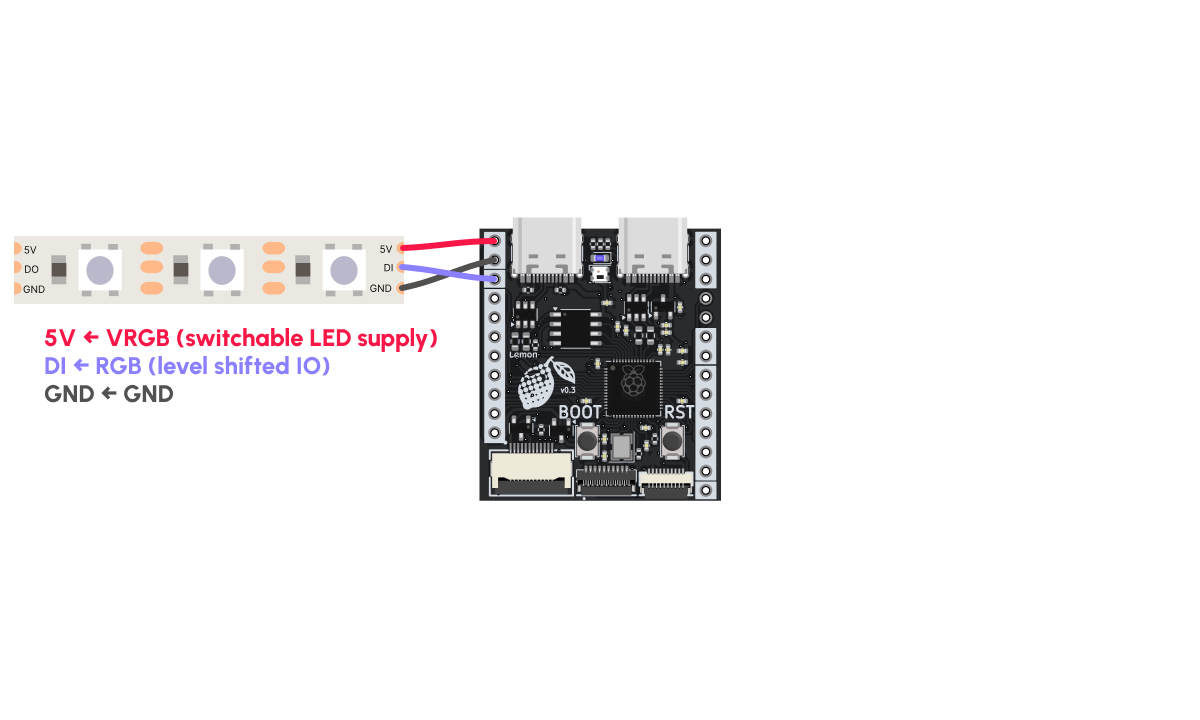 5V
5V
DO
DI
GND
GND
5V ← VRGB (switchable LED supply)
DI ← RGB (level shifted IO)
GND ← GND
Lemon
v0.3
BOOT
RST